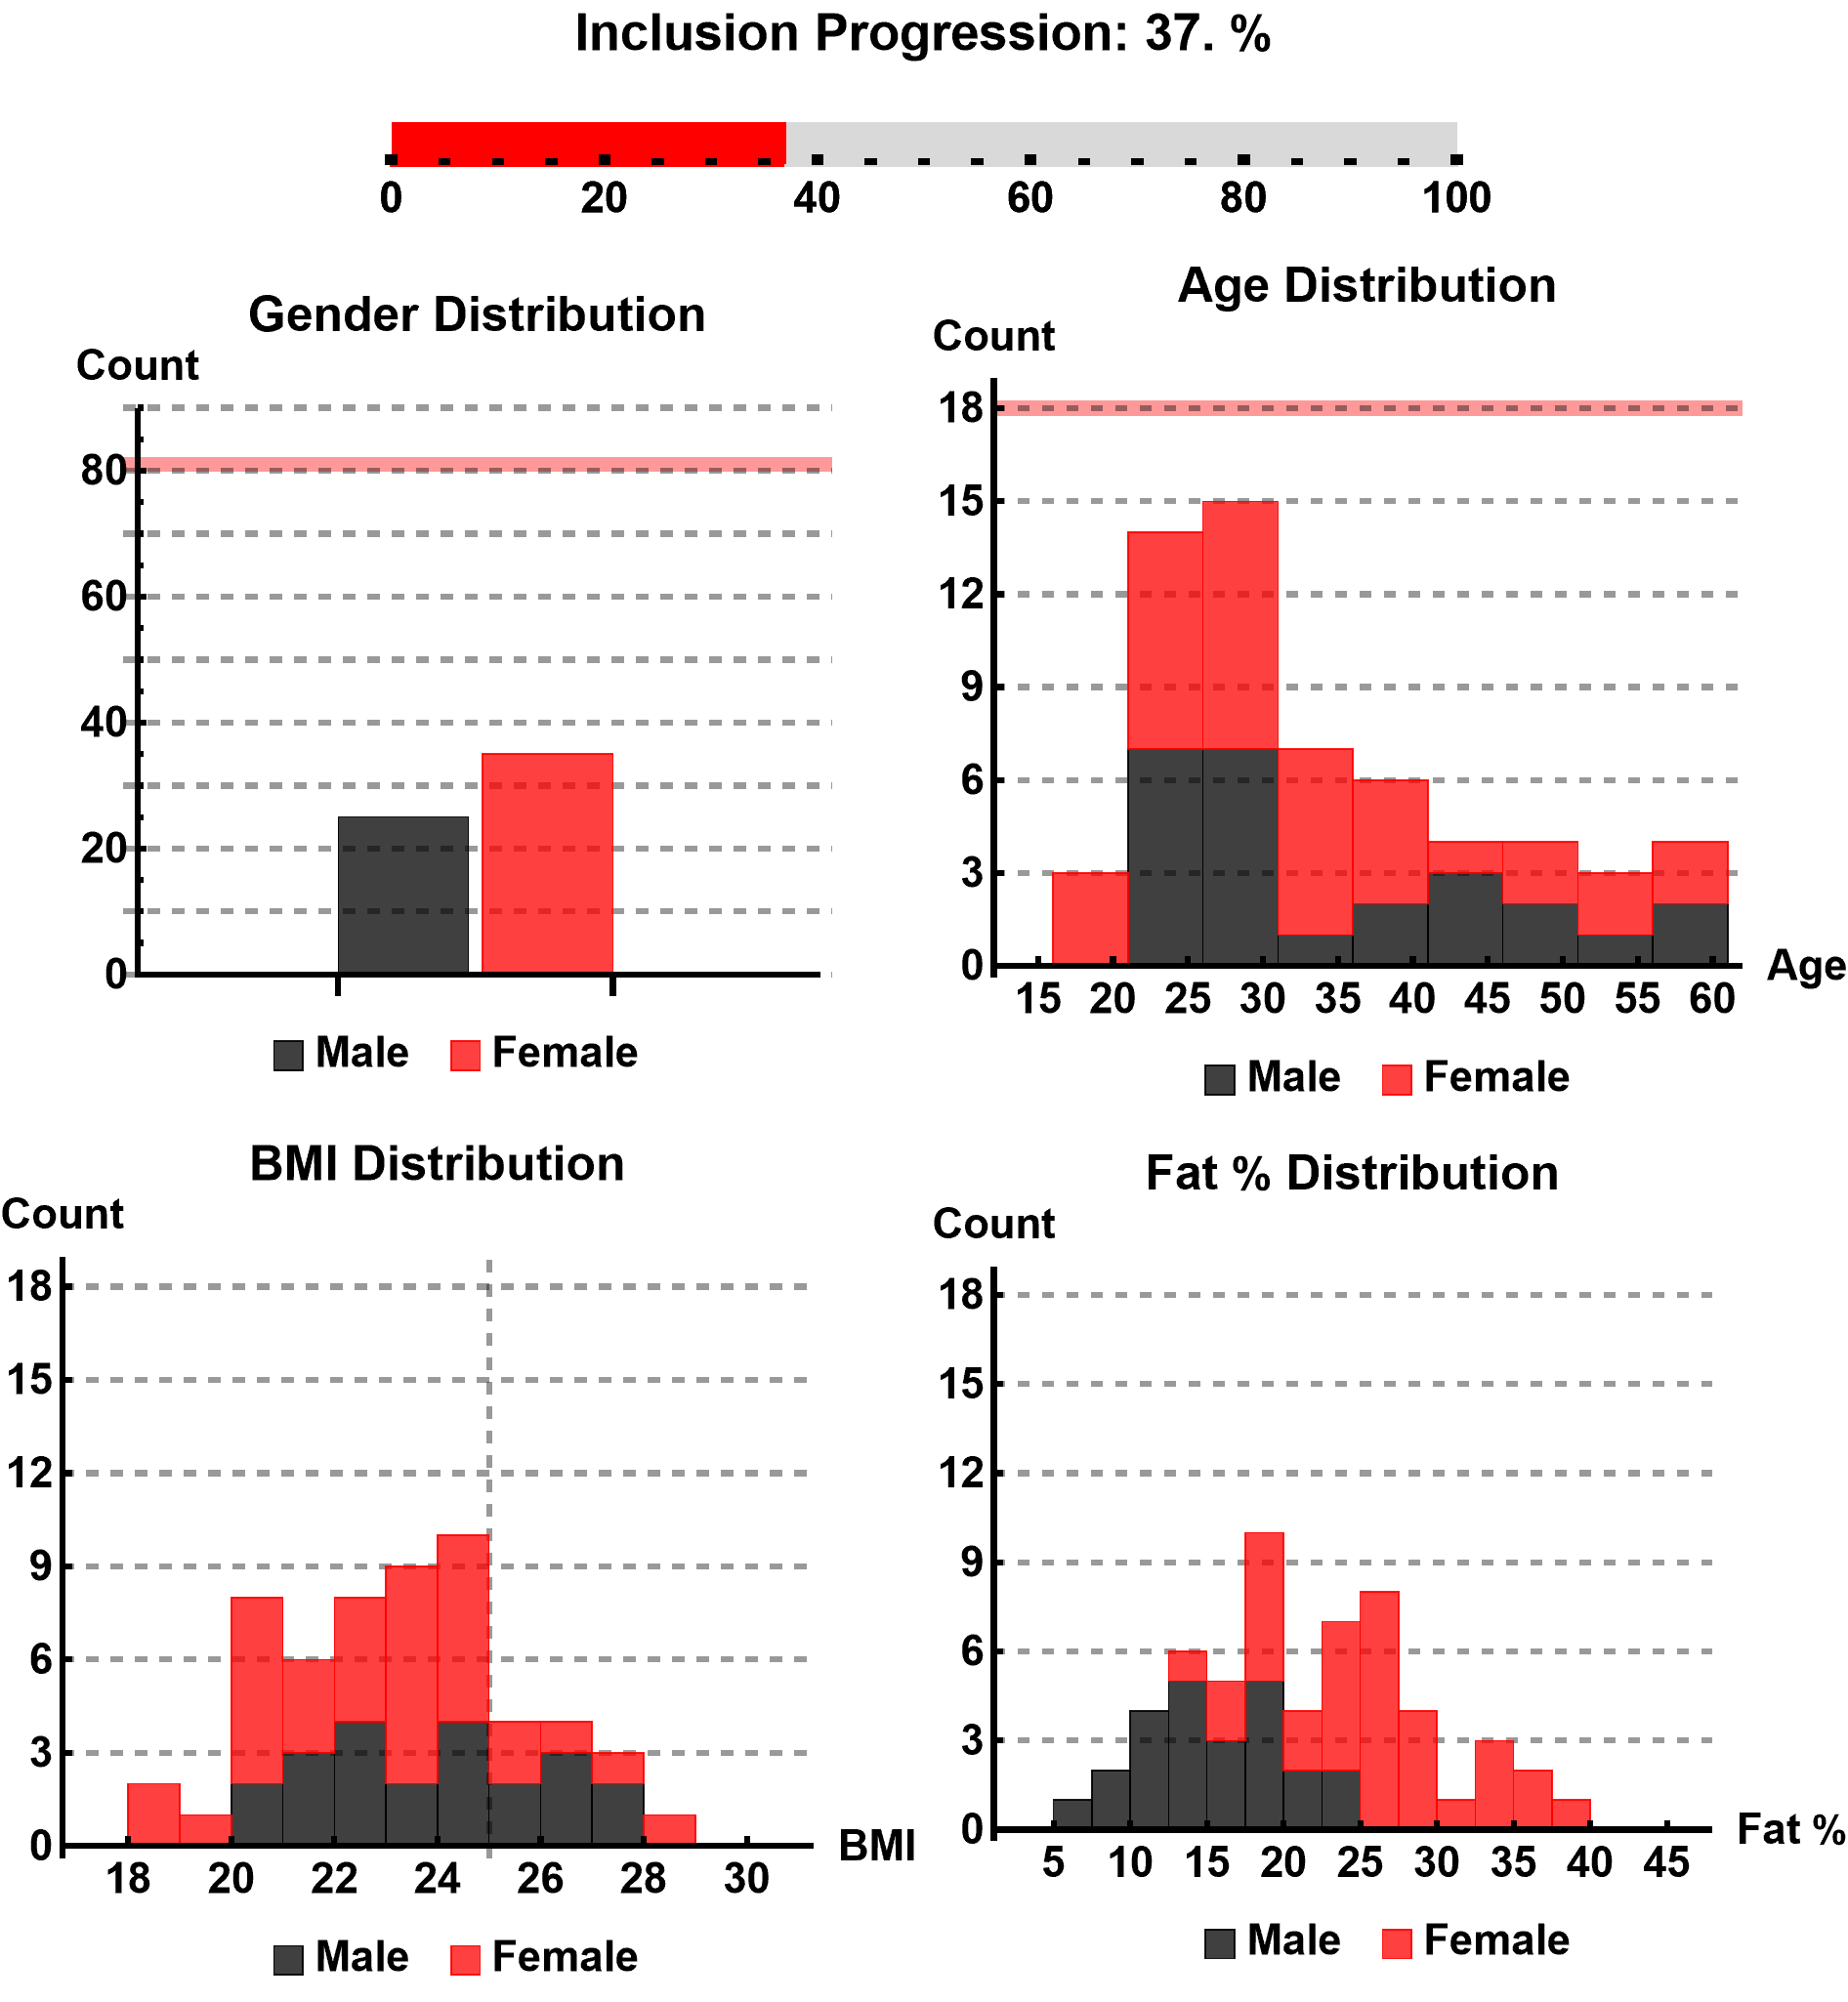 Inclusion Progression: 37. %
0 20 40 60 80 100
Gender Distribution
Count
80
60
40
20
0
Male Female
Age Distribution
Count
18
15
12
9
6
3
0
15 20 25 30 35 40 45 50 55 60
Age
Male Female
BMI Distribution
Count
18
15
12
9
6
3
0
18 20 22 24 26 28 30
BMI
Male Female
Fat % Distribution
Count
18
15
12
9
6
3
0
5 10 15 20 25 30 35 40 45
Fat %
Male Female